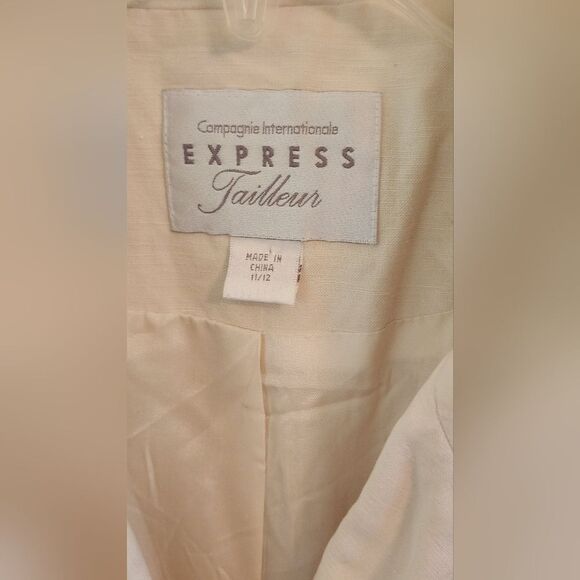 Compagnie Internationale
EXPRESS
Tailleur
MADE IN
CHINA
11/12